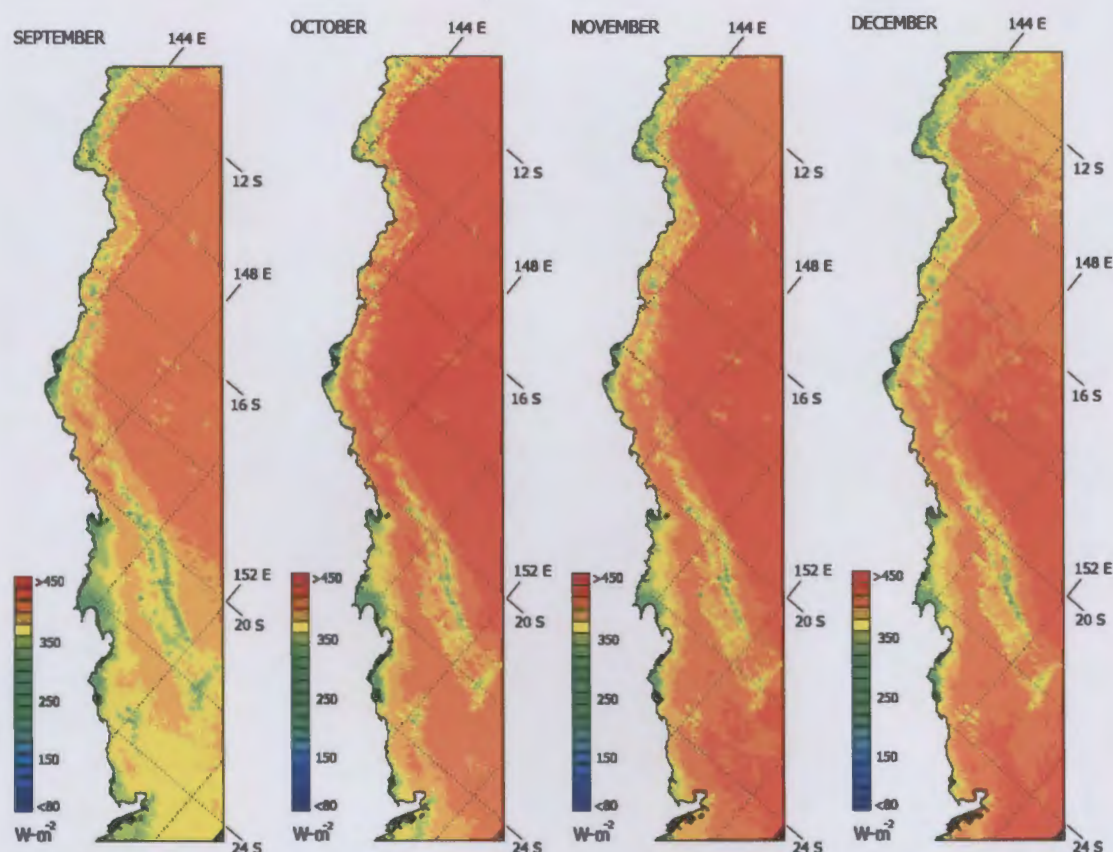 SEPTEMBER
144 E
12 S
148 E
16 S
152 E
20 S
24 S
>450
350
250
150
<80
W-m-2
OCTOBER
144 E
12 S
148 E
16 S
152 E
20 S
24 S
>450
350
250
150
<80
W-m-2
NOVEMBER
144 E
12 S
148 E
16 S
152 E
20 S
24 S
>450
350
250
150
<80
W-m-2
DECEMBER
144 E
12 S
148 E
16 S
152 E
20 S
24 S
>450
350
250
150
<80
W-m-2